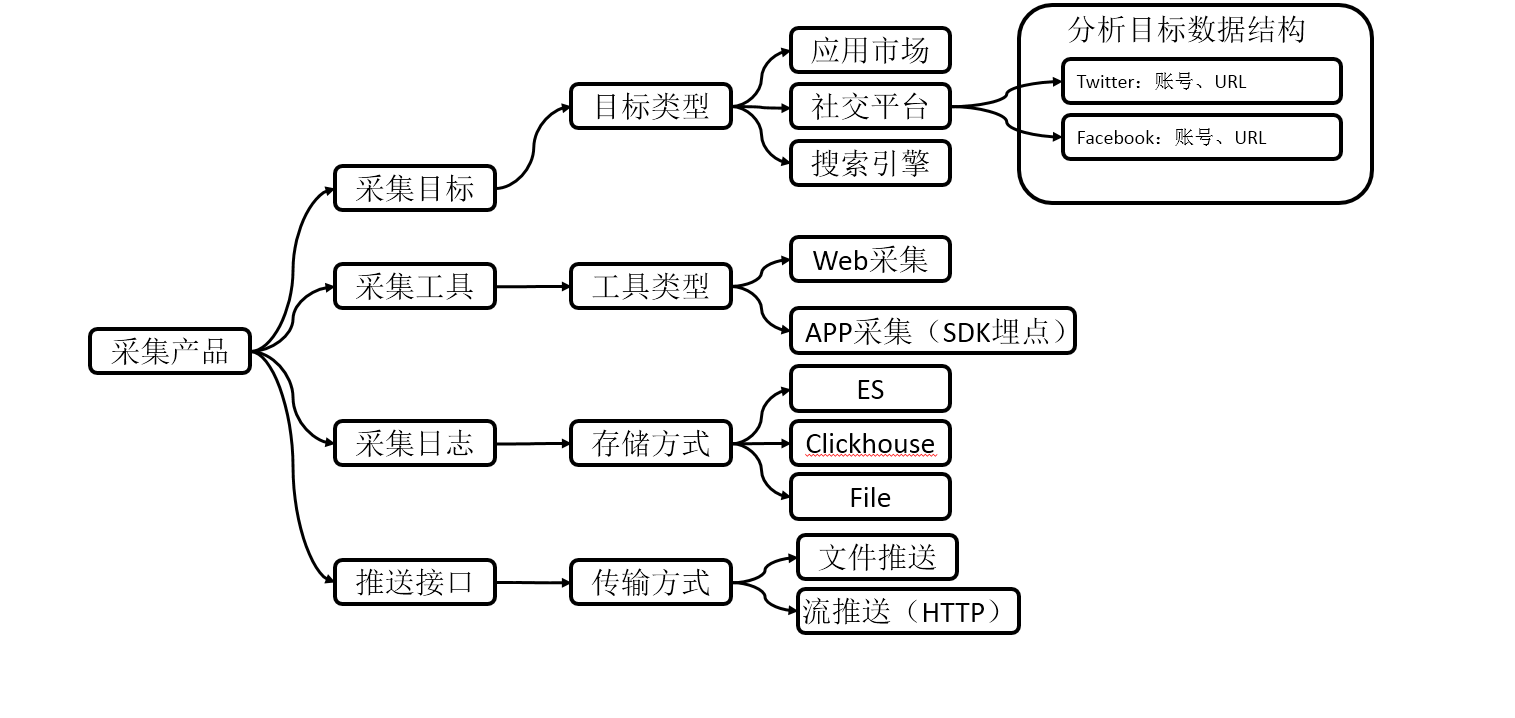 分析目标数据结构
应用市场
Twitter：账号、URL
目标类型
社交平台
Facebook：账号、URL
搜索引擎
采集目标
Web采集
采集工具
工具类型
APP采集（SDK埋点）
采集产品
ES
采集日志
存储方式
Clickhouse
File
文件推送
推送接口
传输方式
流推送（HTTP）